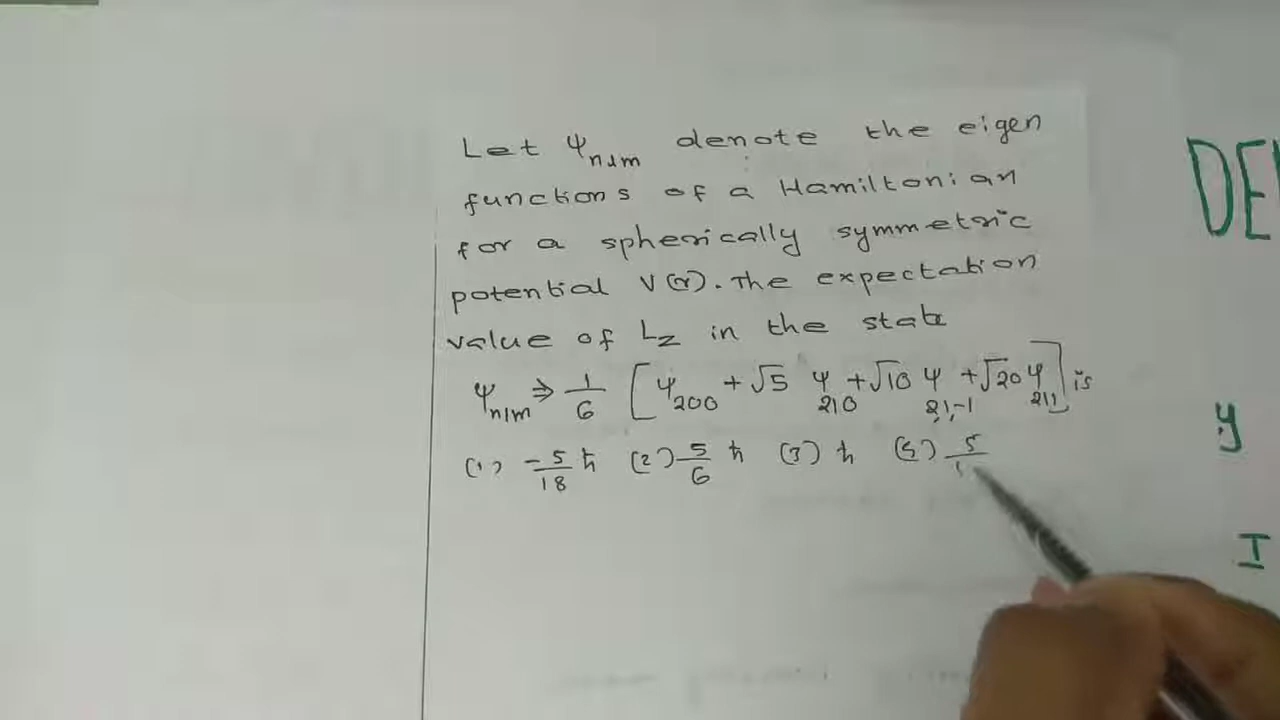 Let ψnlm denote the eigen
functions of a Hamiltonian
for a spherically symmetric
potential V(r). The expectation
value of Lz in the state
ψnlm ⇒ 1/6 [ψ200 + √5 ψ210 + √10 ψ21,-1 + √20 ψ211] is
(1) -5/18 ħ (2) 5/6 ħ (3) ħ (5) 5/1
DE
y
I